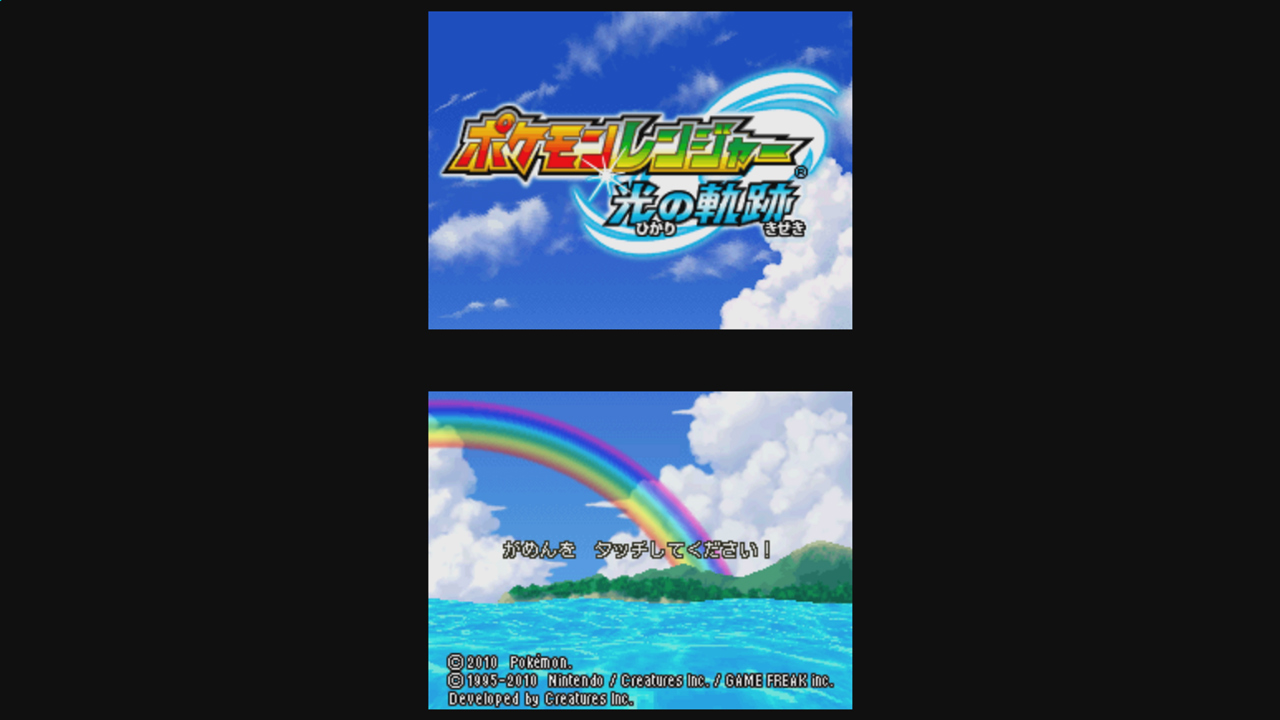 ポケモンレンジャー®
光の軌跡
ひかり きせき
がめんを タッチしてください！
©2010 Pokémon.
©1995-2010 Nintendo / Creatures Inc. / GAME FREAK inc.
Developed by Creatures Inc.